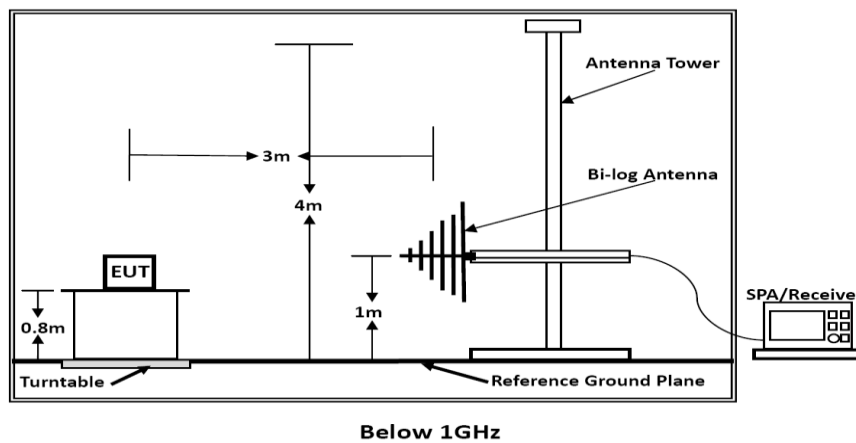 Antenna Tower
3m
Bi-log Antenna
4m
EUT
SPA/Receive
0.8m
1m
Turntable
Reference Ground Plane
Below 1GHz